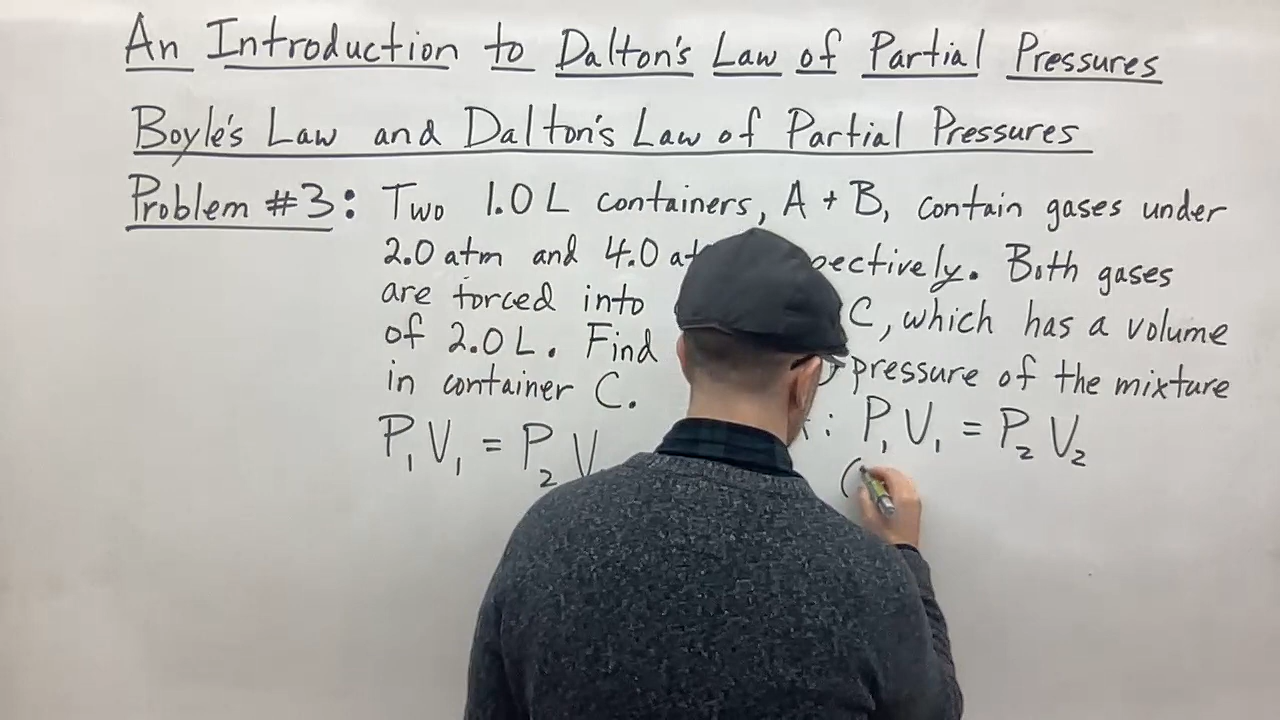 An Introduction to Dalton's Law of Partial Pressures
Boyle's Law and Dalton's Law of Partial Pressures
Problem #3: Two 1.0 L containers, A + B, contain gases under
2.0 atm and 4.0 at pectively. Both gases
are forced into C, which has a volume
of 2.0 L. Find pressure of the mixture
in container C.
P₁V₁ = P₂V : P₁V₁ = P₂V₂
(